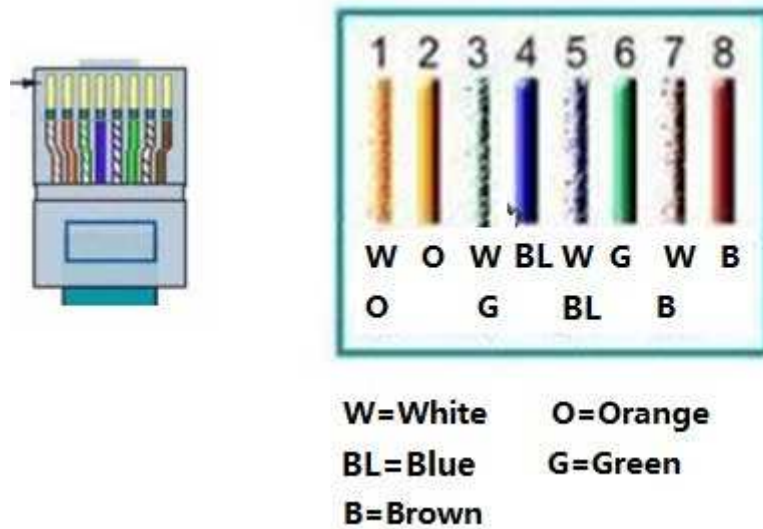 1 2 3 4 5 6 7 8
W O W BL W G W B
O G BL B
W=White O=Orange
BL=Blue G=Green
B=Brown